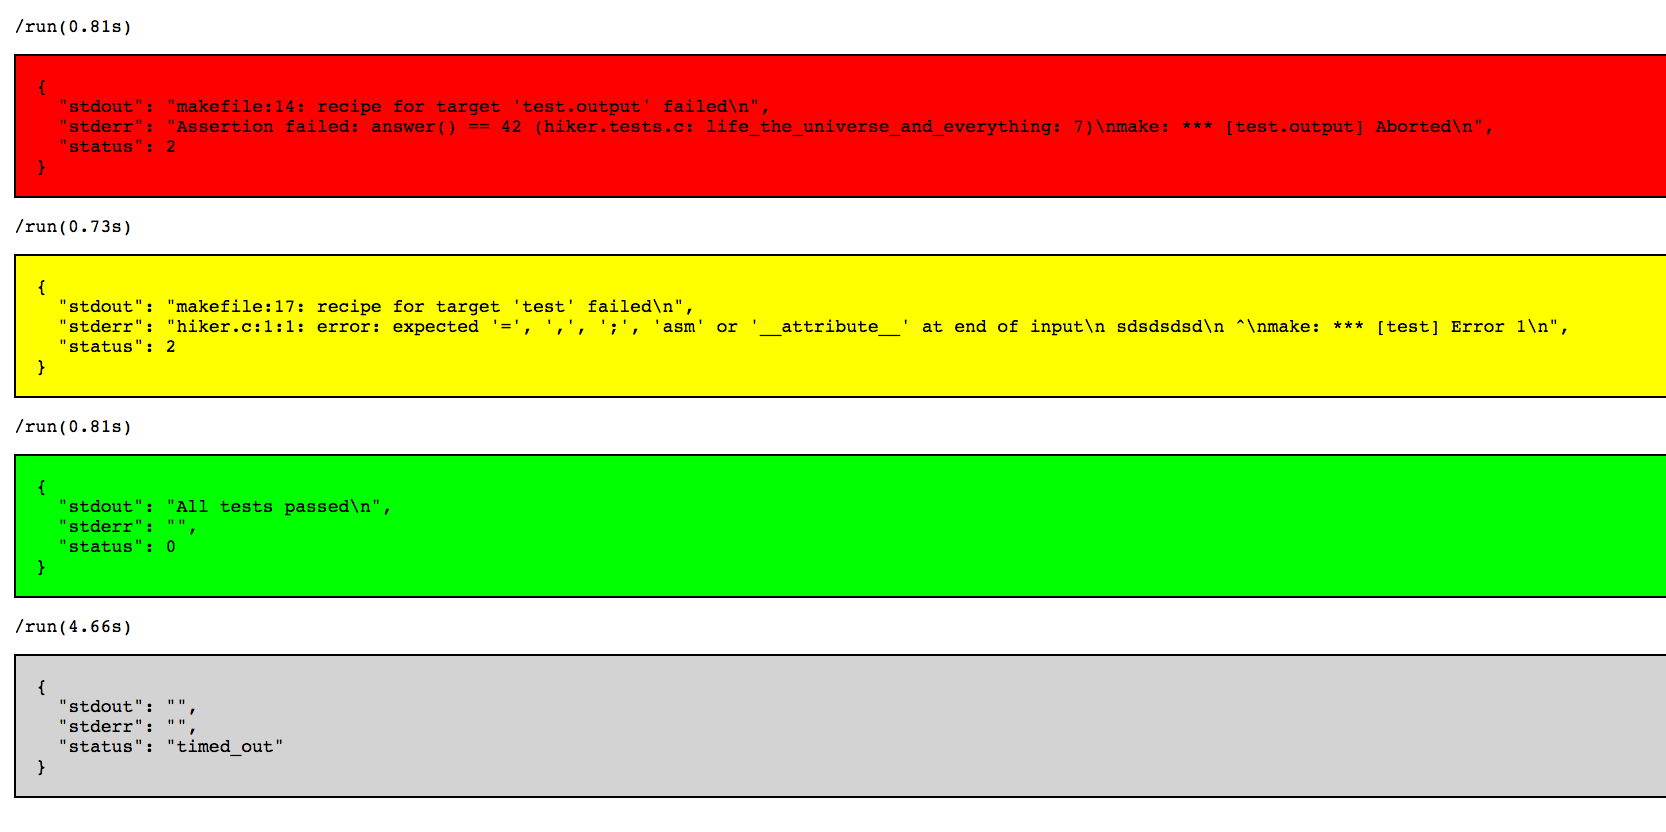 /run(0.81s)
{
  "stdout": "makefile:14: recipe for target 'test.output' failed\n",
  "stderr": "Assertion failed: answer() == 42 (hiker.tests.c: life_the_universe_and_everything: 7)\nmake: *** [test.output] Aborted\n",
  "status": 2
}
/run(0.73s)
{
  "stdout": "makefile:17: recipe for target 'test' failed\n",
  "stderr": "hiker.c:1:1: error: expected '=', ',', ';', 'asm' or '__attribute__' at end of input\n sdsdsdsd\n ^\nmake: *** [test] Error 1\n",
  "status": 2
}
/run(0.81s)
{
  "stdout": "All tests passed\n",
  "stderr": "",
  "status": 0
}
/run(4.66s)
{
  "stdout": "",
  "stderr": "",
  "status": "timed_out"
}